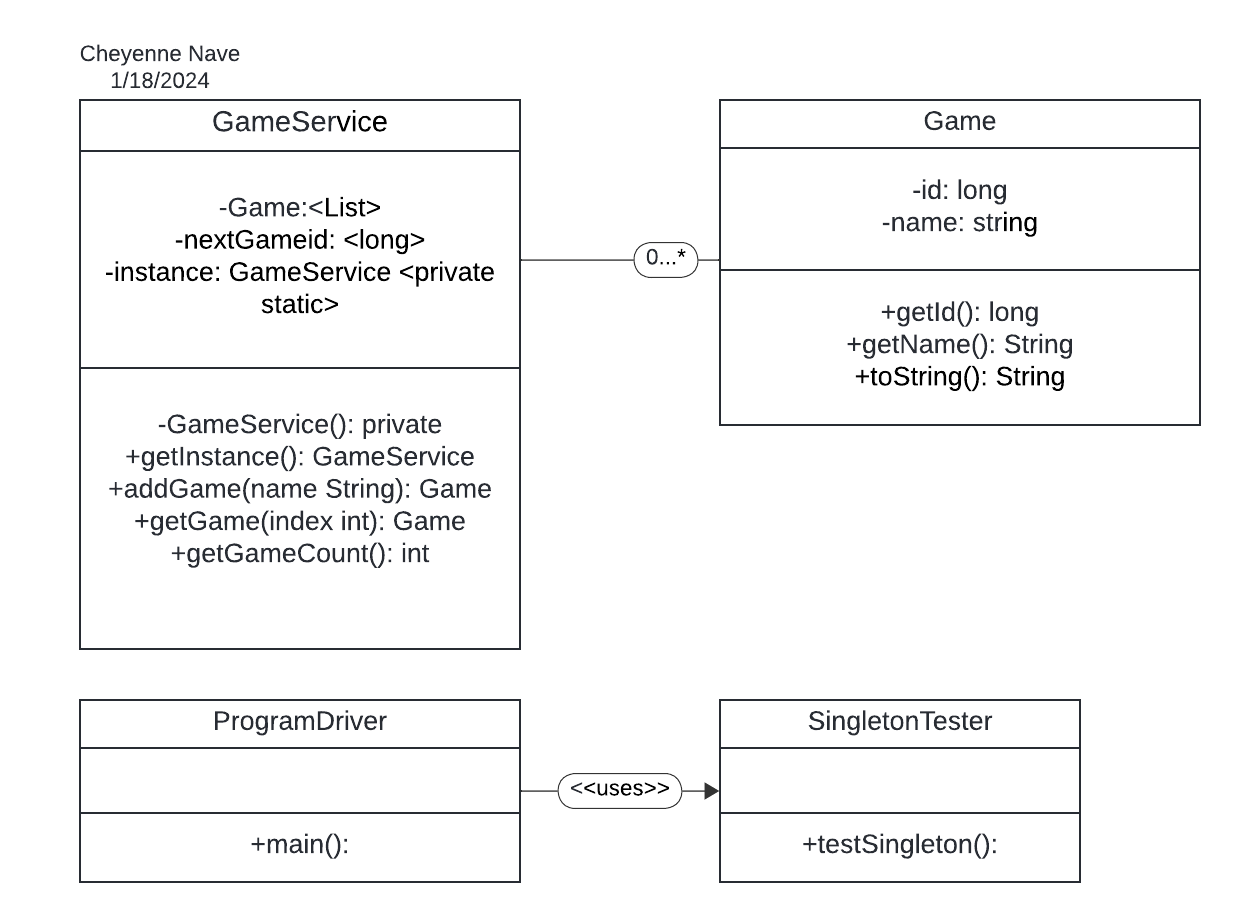 Cheyenne Nave
1/18/2024
GameService
-Game:<List>
-nextGameid: <long>
-instance: GameService <private
static>
-GameService(): private
+getInstance(): GameService
+addGame(name String): Game
+getGame(index int): Game
+getGameCount(): int
0...*
Game
-id: long
-name: string
+getId(): long
+getName(): String
+toString(): String
ProgramDriver
+main():
<<uses>>
SingletonTester
+testSingleton():